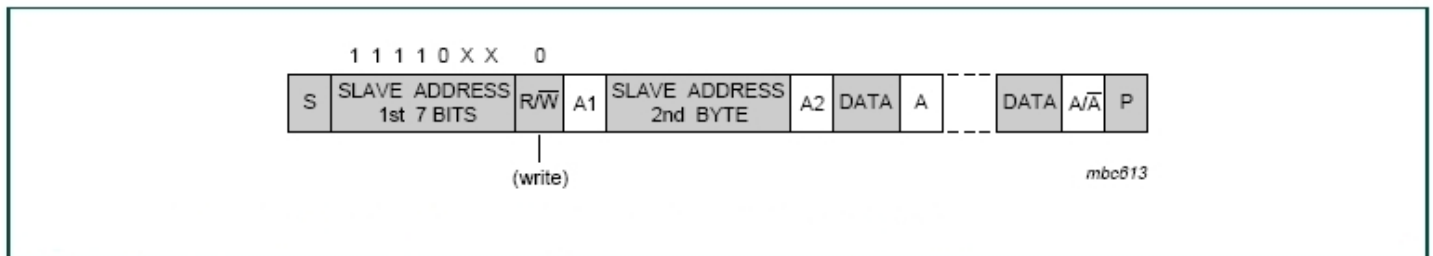 1 1 1 1 0 X X 0
S SLAVE ADDRESS R/W̅ A1 SLAVE ADDRESS A2 DATA A DATA A/A̅ P
1st 7 BITS 2nd BYTE
(write)
mbc613